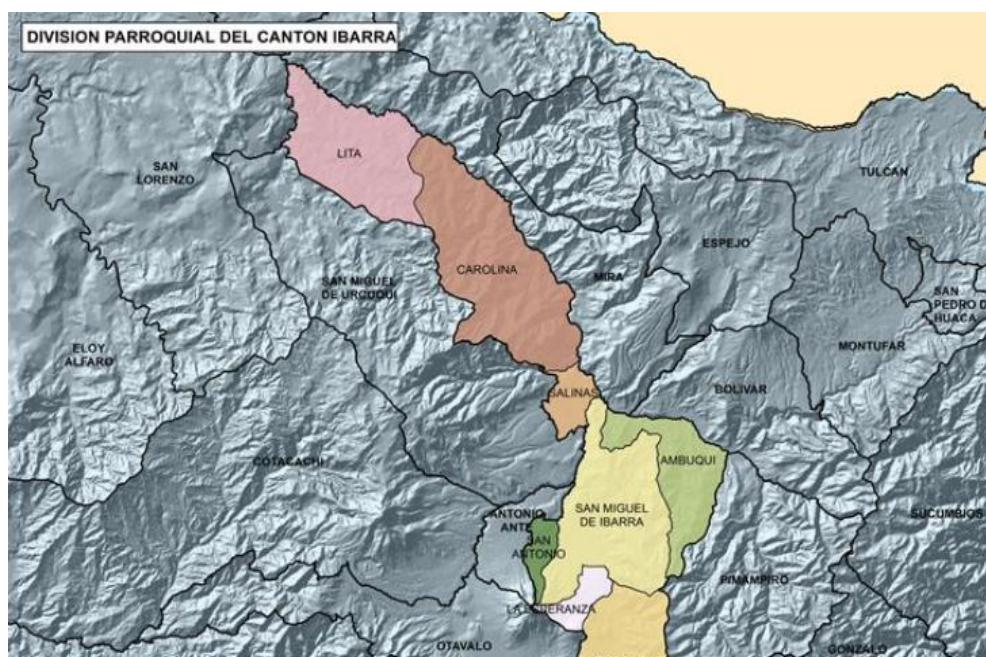 DIVISION PARROQUIAL DEL CANTON IBARRA
LITA
SAN
LORENZO
TULCAN
ESPEJO
CAROLINA
MIRA
SAN MIGUEL
DE URCUQUI
SAN
PEDRO D
HUACA
ELOY
ALFARO
MONTUFAR
BOLIVAR
SALINAS
AMBUQUI
COTACACHI
ANTONIO
ANTE
SAN MIGUEL
DE IBARRA
SUCUMBIOS
SAN
ANTONIO
PIMAMPIRO
LA ESPERANZA
OTAVALO
GONZALO